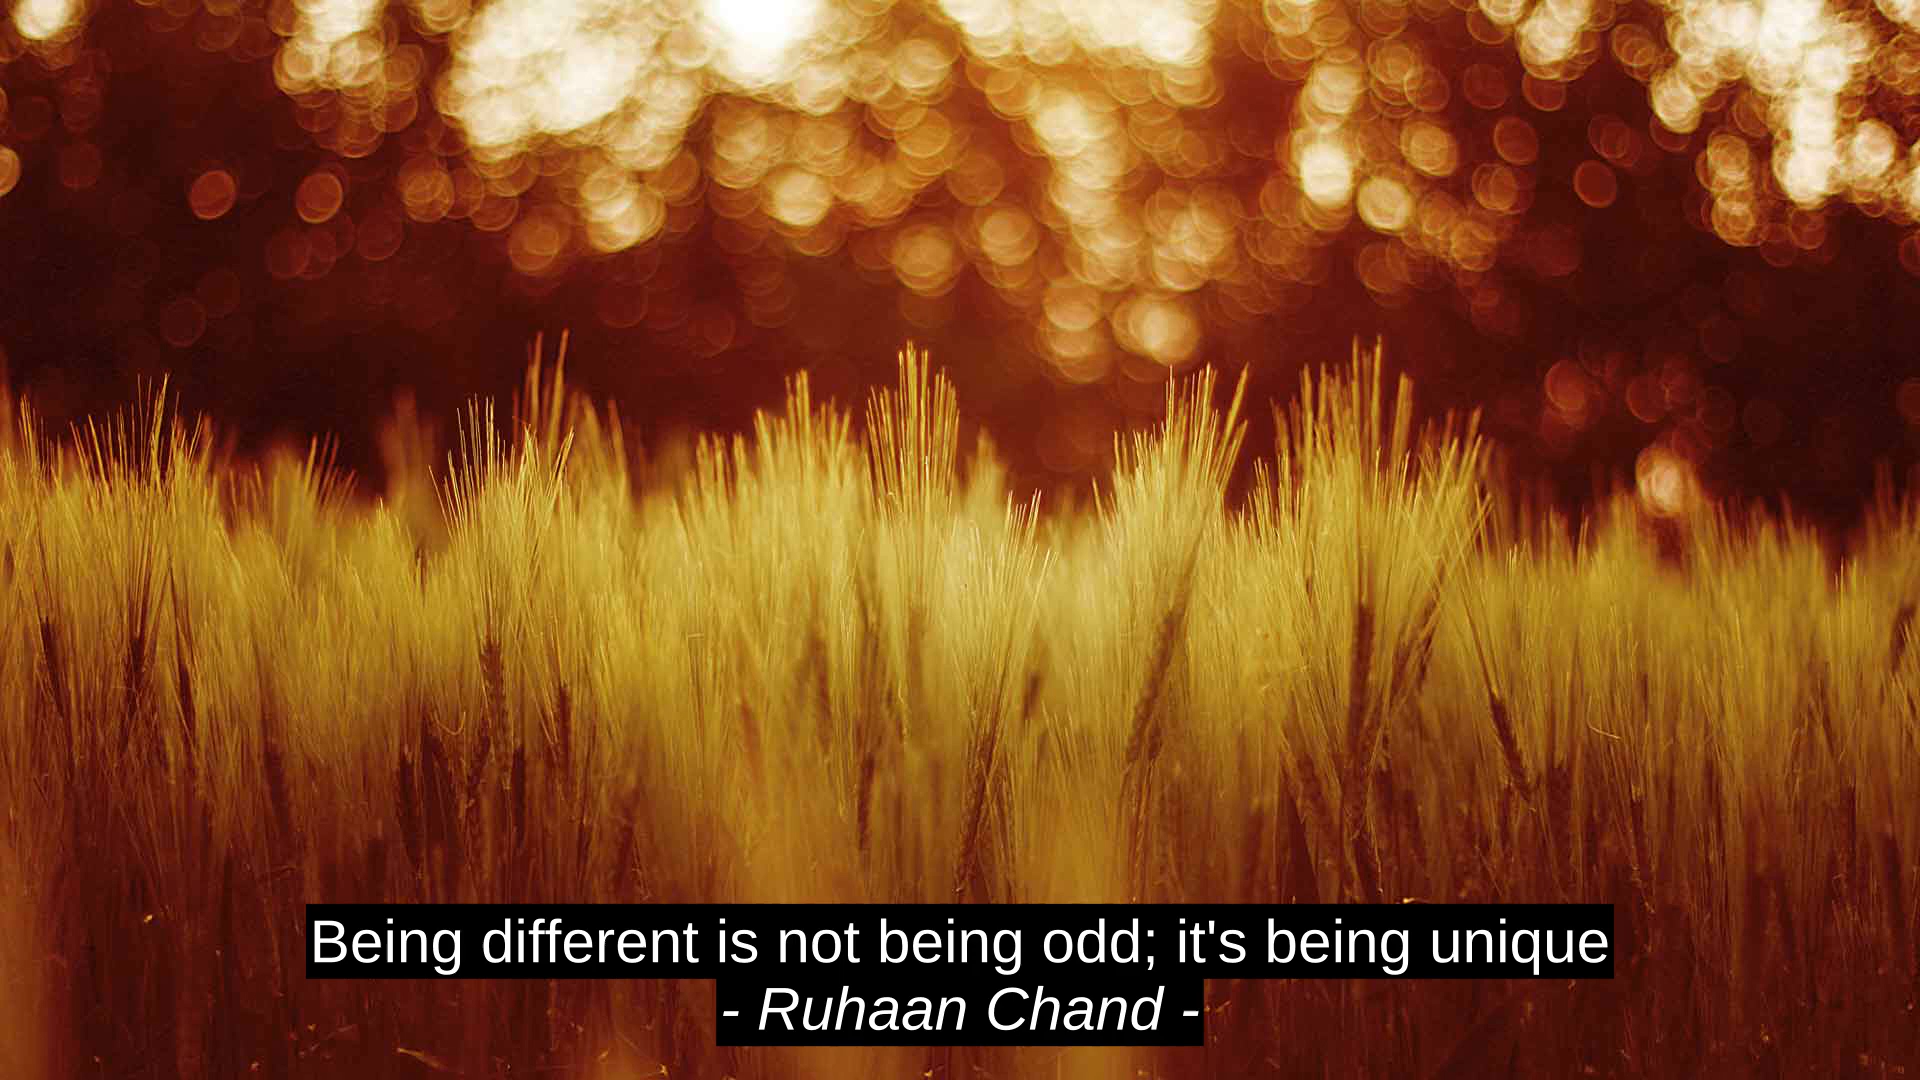 Being different is not being odd; it's being unique
- Ruhaan Chand -